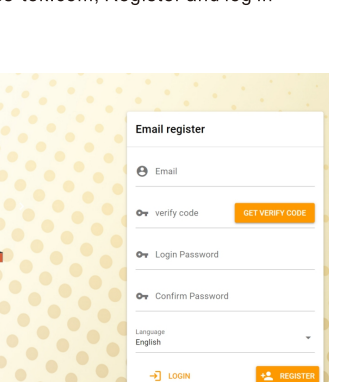 Register and log in
Email register
Email
verify code
GET VERIFY CODE
Login Password
Confirm Password
Language
English
LOGIN
REGISTER